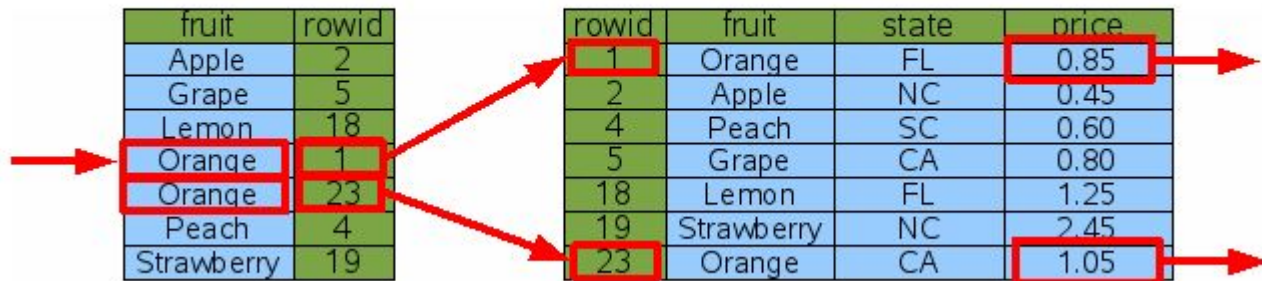 fruit rowid
Apple 2
Grape 5
Lemon 18
Orange 1
Orange 23
Peach 4
Strawberry 19
rowid fruit state price
1 Orange FL 0.85
2 Apple NC 0.45
4 Peach SC 0.60
5 Grape CA 0.80
18 Lemon FL 1.25
19 Strawberry NC 2.45
23 Orange CA 1.05